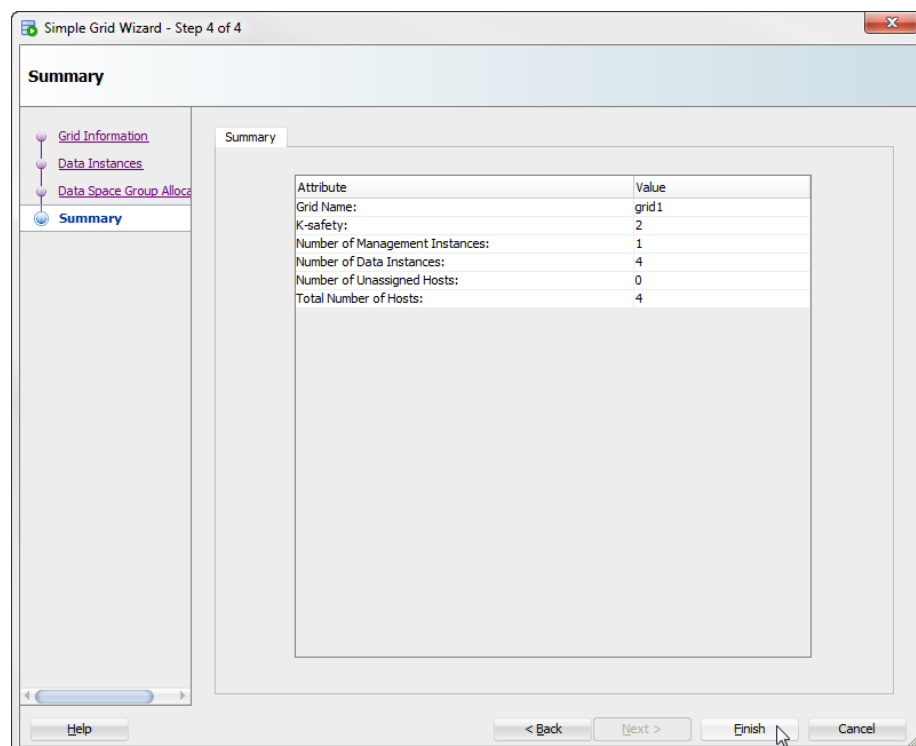 Simple Grid Wizard - Step 4 of 4
Summary
Grid Information
Data Instances
Data Space Group Alloca
Summary
Summary
Attribute Value
Grid Name: grid1
K-safety: 2
Number of Management Instances: 1
Number of Data Instances: 4
Number of Unassigned Hosts: 0
Total Number of Hosts: 4
Help < Back Next > Finish Cancel